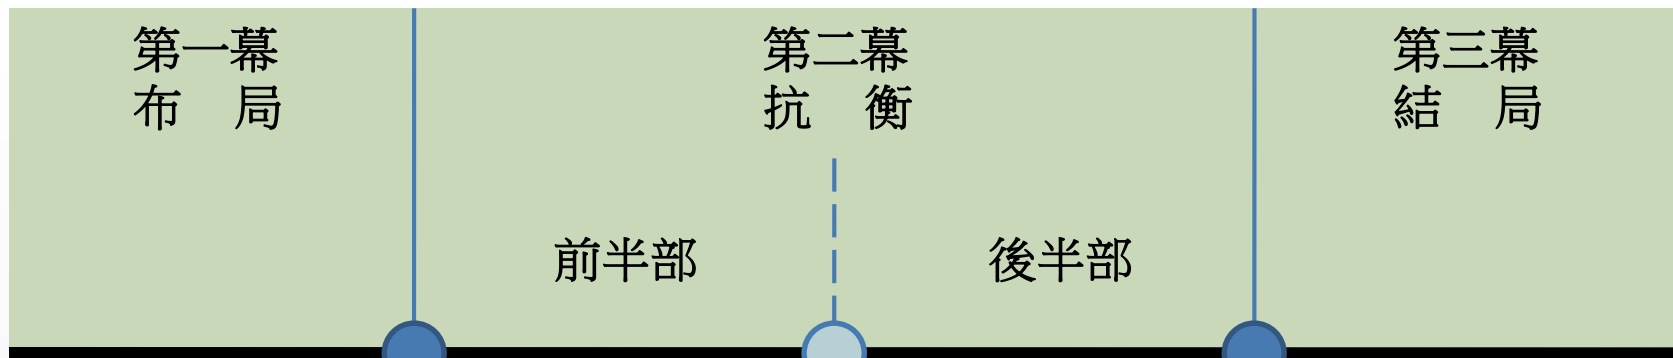 第一幕
布　局
第二幕
抗　衡
前半部
後半部
第三幕
結　局